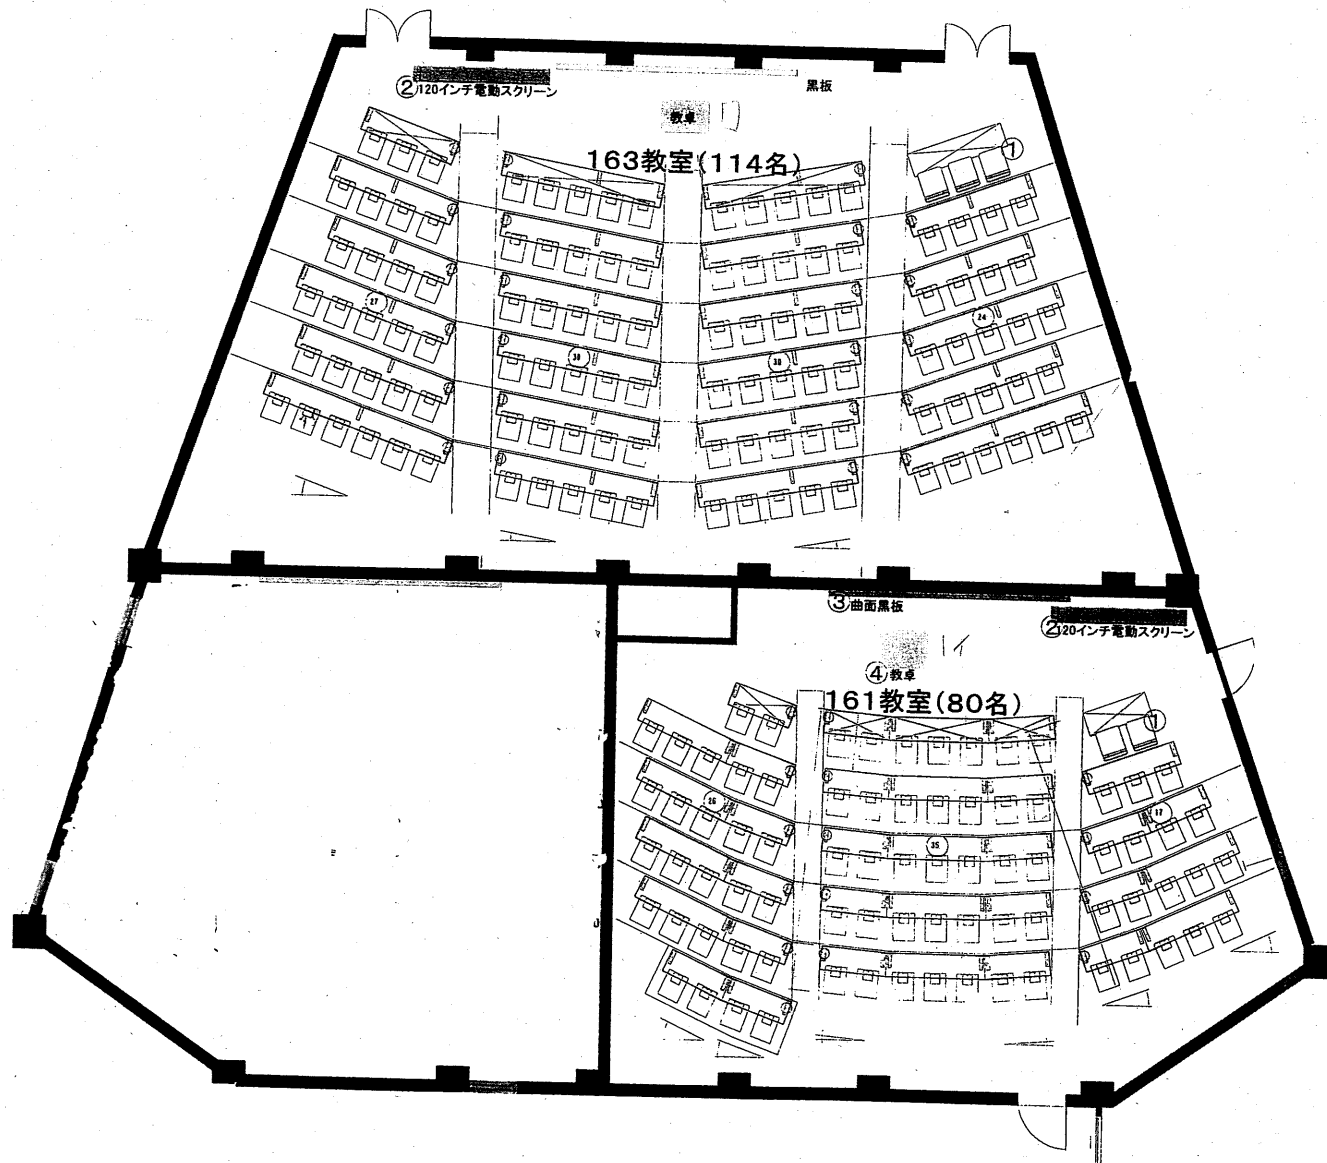 ②120インチ電動スクリーン
黒板
教卓
163教室(114名)
①
27
30
30
24
③曲面黒板
②120インチ電動スクリーン
④教卓
161教室(80名)
①
26
35
17